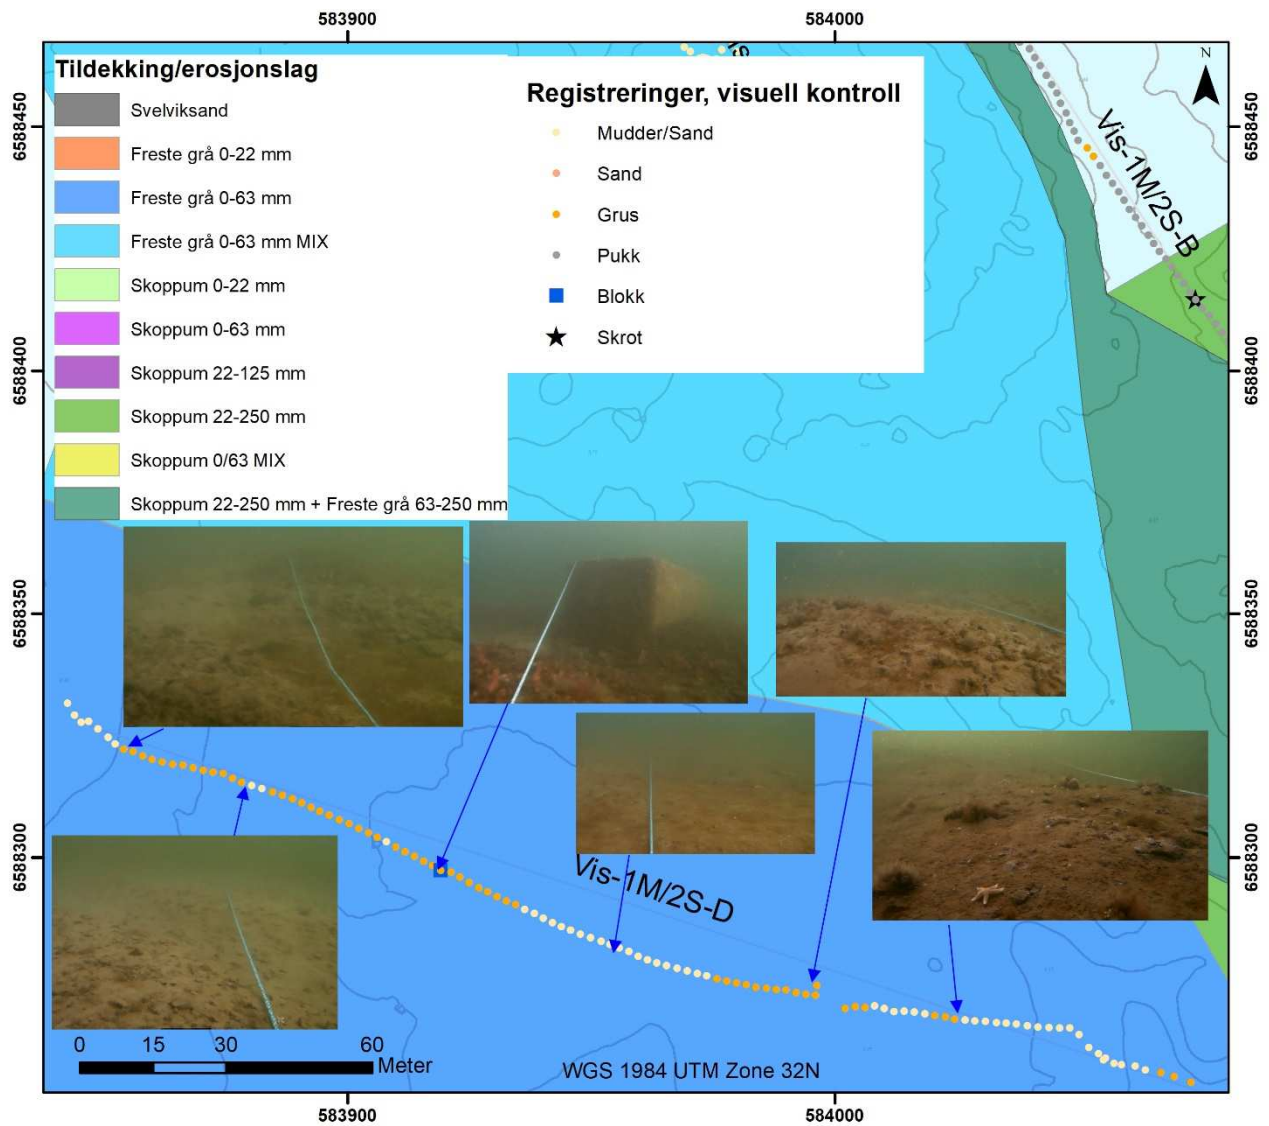 583900
584000
Tildekking/erosjonslag
Svelviksand
Freste grå 0-22 mm
Freste grå 0-63 mm
Freste grå 0-63 mm MIX
Skoppum 0-22 mm
Skoppum 0-63 mm
Skoppum 22-125 mm
Skoppum 22-250 mm
Skoppum 0/63 MIX
Skoppum 22-250 mm + Freste grå 63-250 mm
Registreringer, visuell kontroll
Mudder/Sand
Sand
Grus
Pukk
Blokk
Skrot
N
Vis-1M/2S-B
6588450
6588450
6588400
6588400
6588350
6588350
6588300
6588300
Vis-1M/2S-D
0 15 30 60
Meter
WGS 1984 UTM Zone 32N
583900
584000